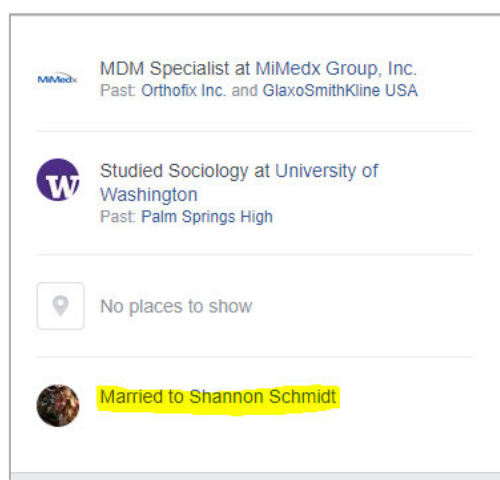 MiMedx
MDM Specialist at MiMedx Group, Inc.
Past: Orthofix Inc. and GlaxoSmithKline USA
W
Studied Sociology at University of
Washington
Past: Palm Springs High
No places to show
Married to Shannon Schmidt